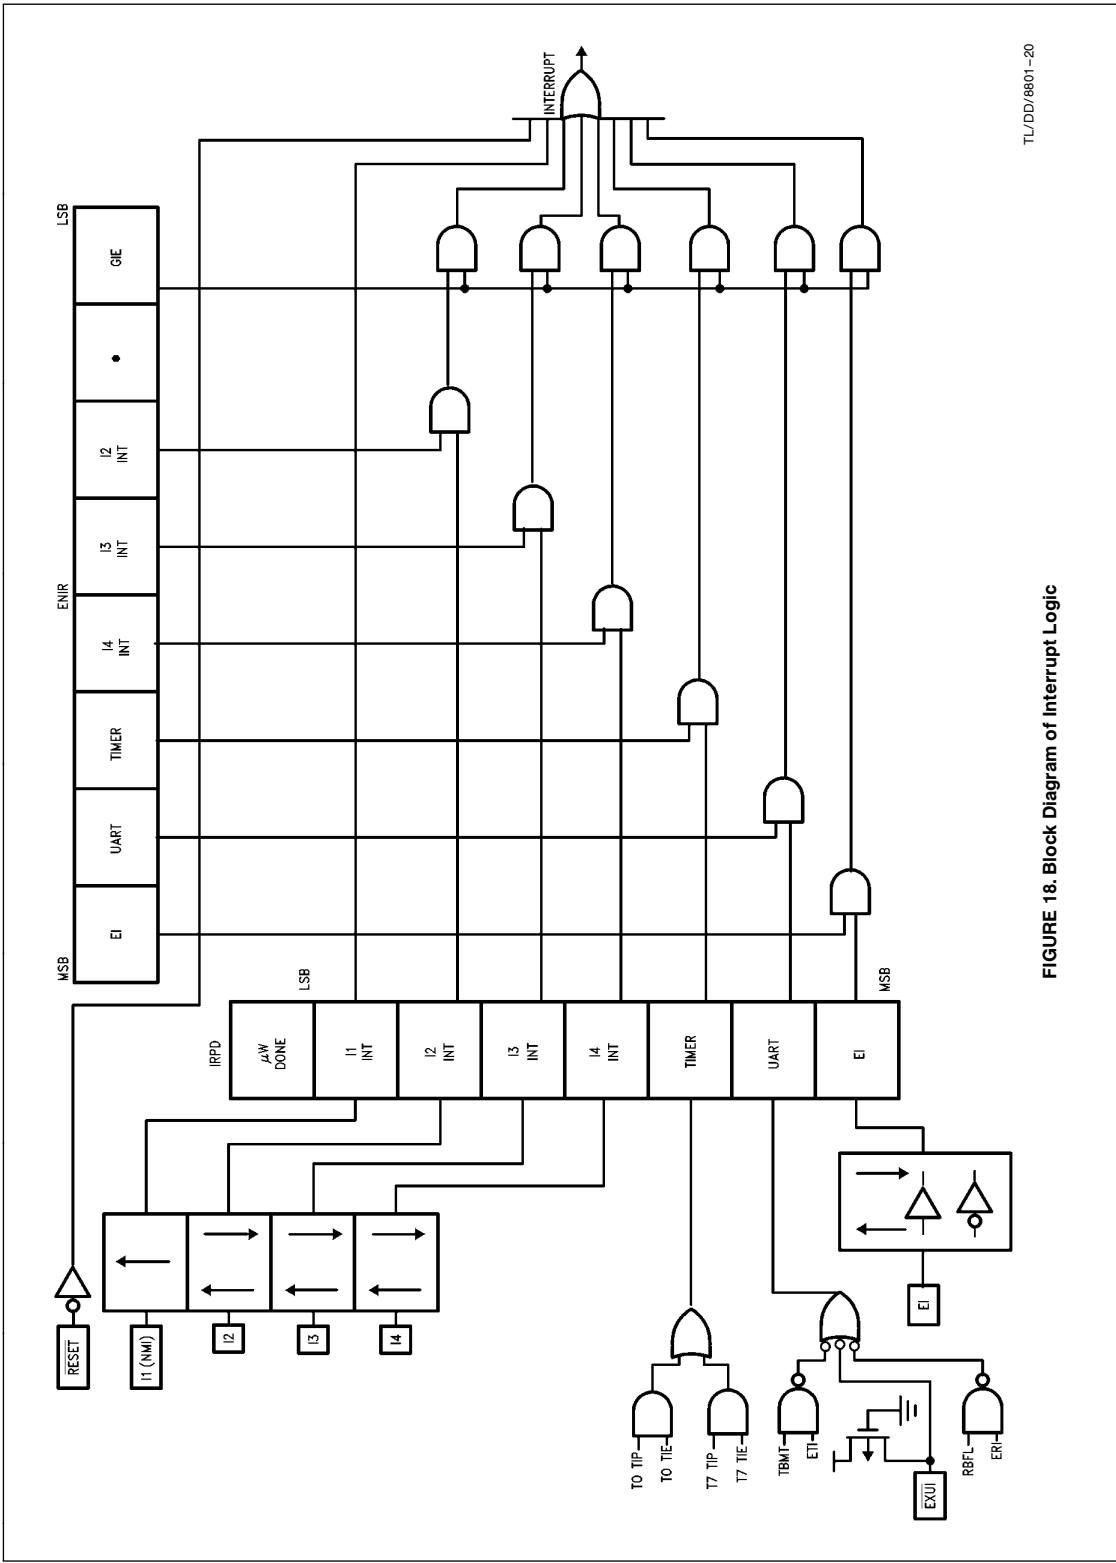 MSB
ENIR
LSB
EI
UART
TIMER
I4
INT
I3
INT
I2
INT
•
GIE
RESET
I1 (NMI)
I2
I3
I4
IRPD
LSB
μW
DONE
I1
INT
I2
INT
I3
INT
I4
INT
TIMER
UART
EI
MSB
INTERRUPT
T0 TIP
T0 TIE
T7 TIP
T7 TIE
TBMT
ETI
EXUI
RBFL
ERI
EI
TL/DD/8801–20
FIGURE 18. Block Diagram of Interrupt Logic